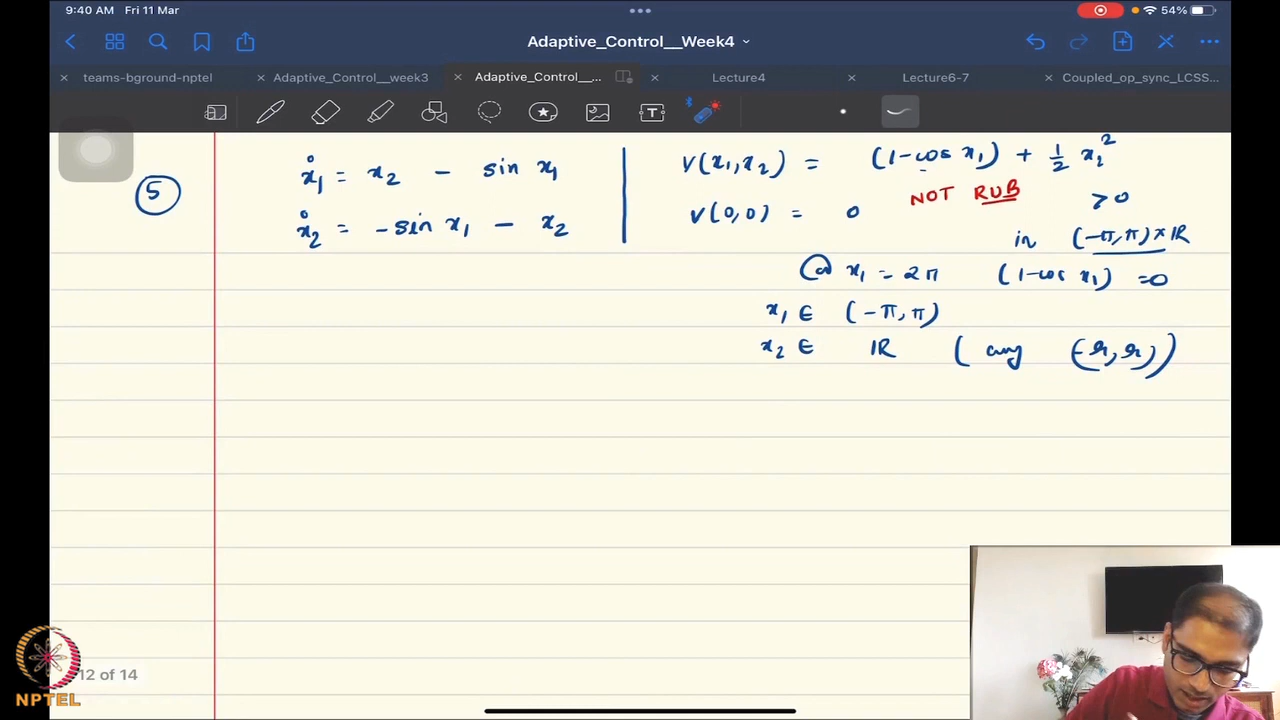 9:40 AM Fri 11 Mar
54%
Adaptive_Control__Week4
teams-bground-nptel
Adaptive_Control__week3
Adaptive_Control__...
Lecture4
Lecture6-7
Coupled_op_sync_LCSS...
5
ẋ₁ = x₂ - sin x₁
ẋ₂ = -sin x₁ - x₂
V(x₁,x₂) = (1-cos x₁) + 1/2 x₂²
NOT RUB
V(0,0) = 0
> 0
in (-π,π)×ℝ
@ x₁ = 2π (1-cos x₁) = 0
x₁ ∈ (-π,π)
x₂ ∈ ℝ (any (-r,r))
12 of 14
NPTEL